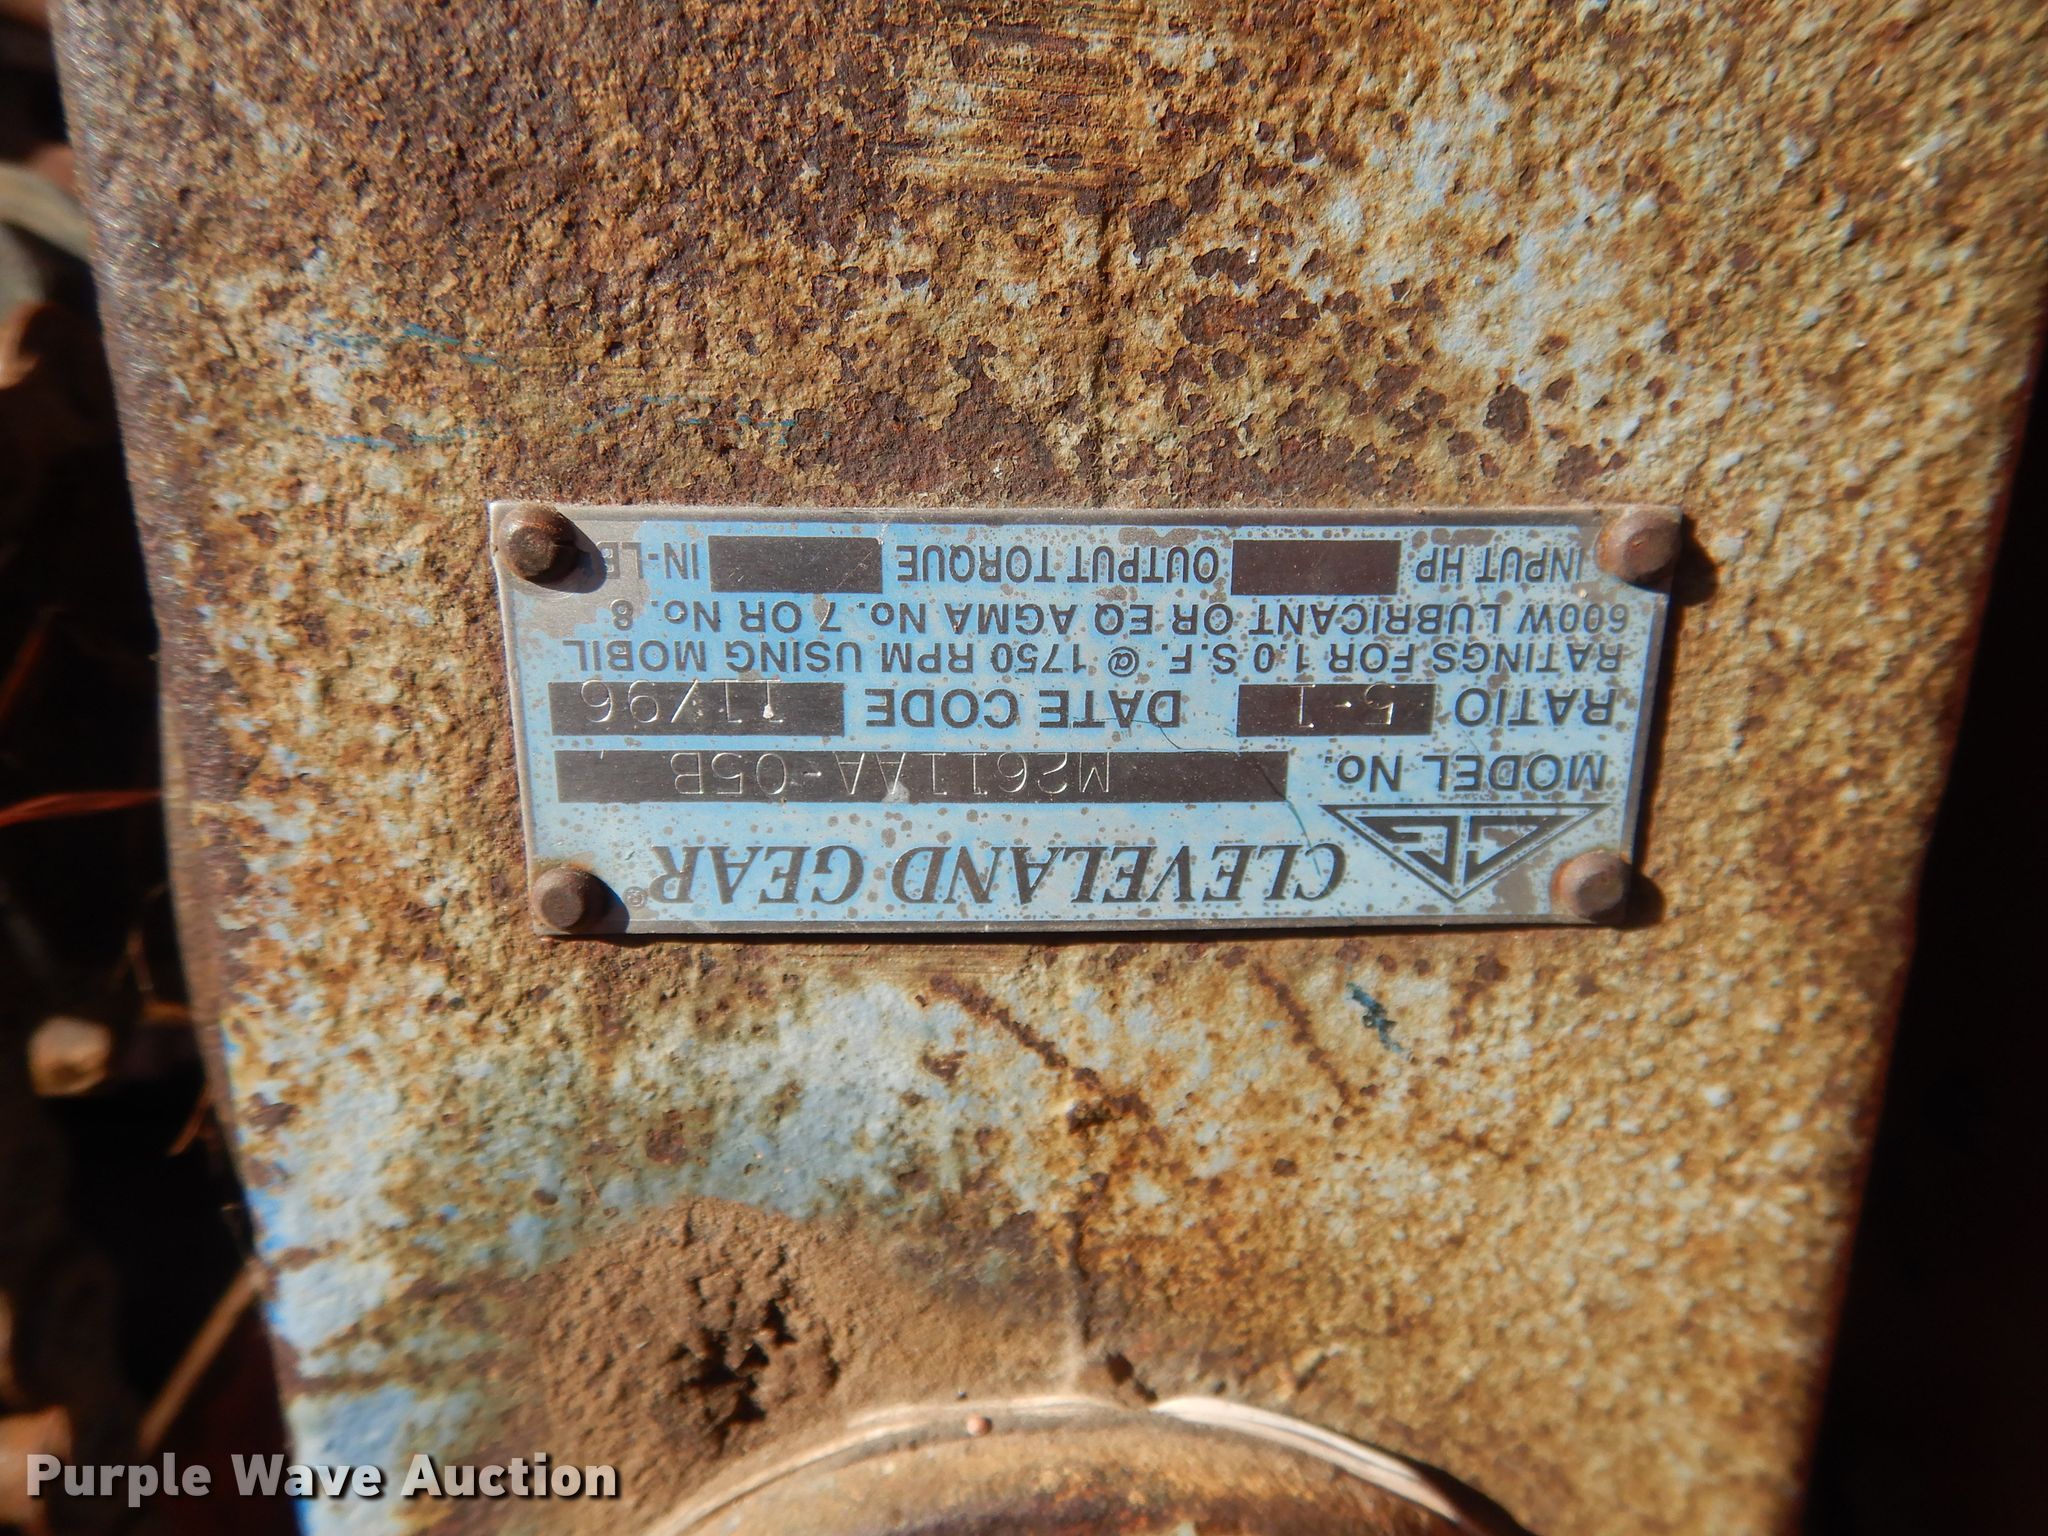 CLEVELAND GEAR®
MODEL No. M2611AA-05B
RATIO 5-1 DATE CODE 11/96
RATINGS FOR 1.0 S.F. @ 1750 RPM USING MOBIL
600W LUBRICANT OR EQ AGMA No. 7 OR No. 8
INPUT HP OUTPUT TORQUE IN-LB
Purple Wave Auction